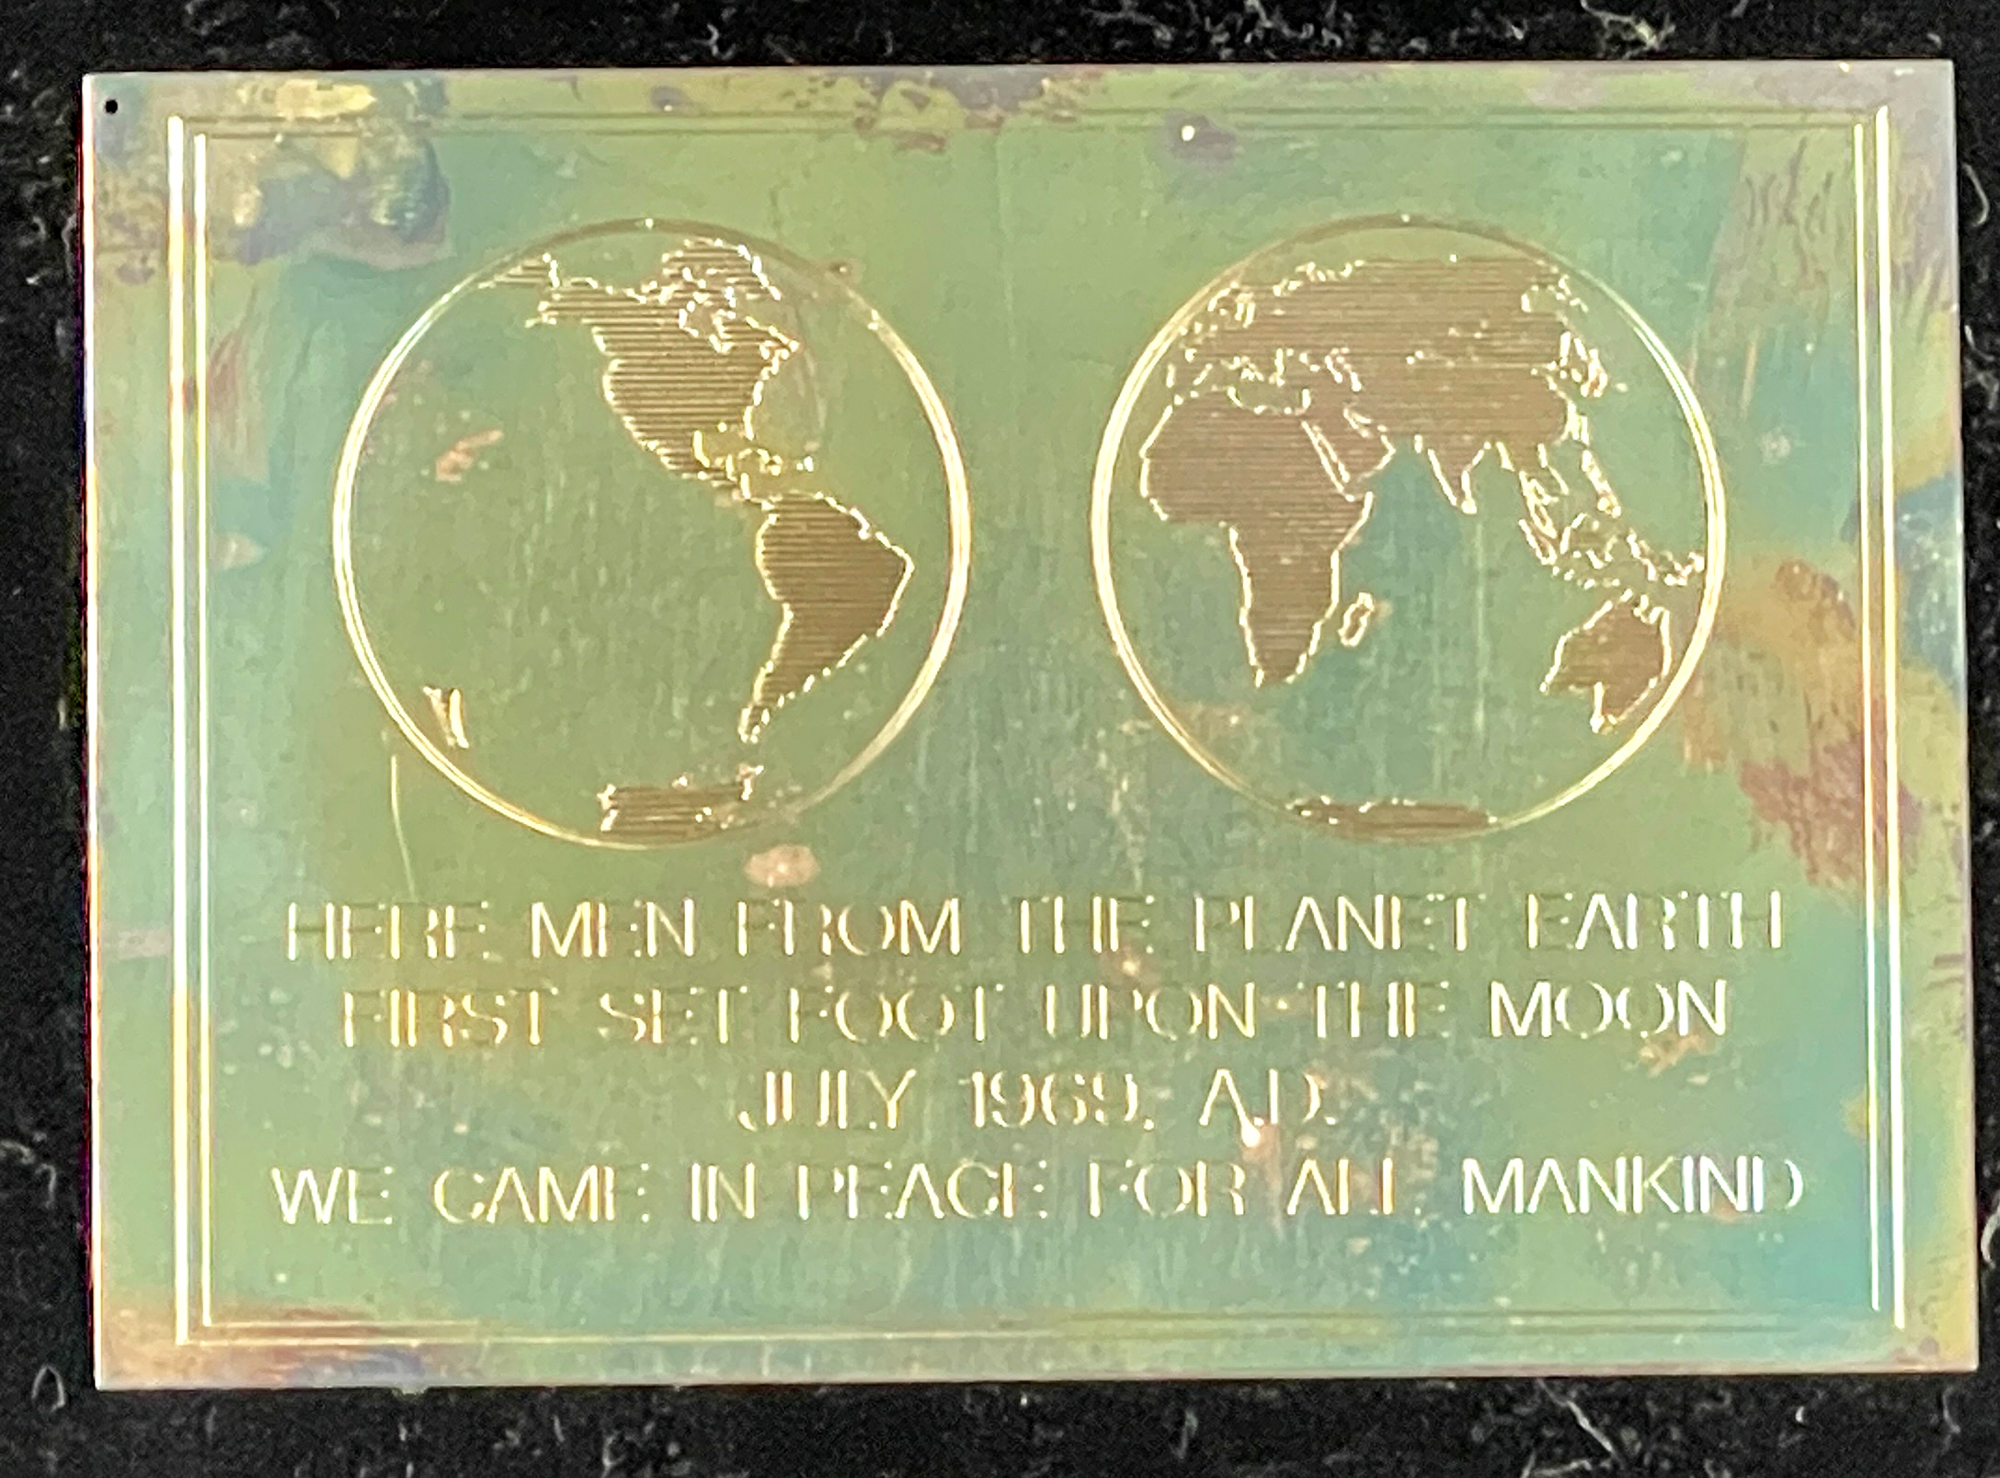 HERE MEN FROM THE PLANET EARTH
FIRST SET FOOT UPON THE MOON
JULY 1969, A.D.
WE CAME IN PEACE FOR ALL MANKIND